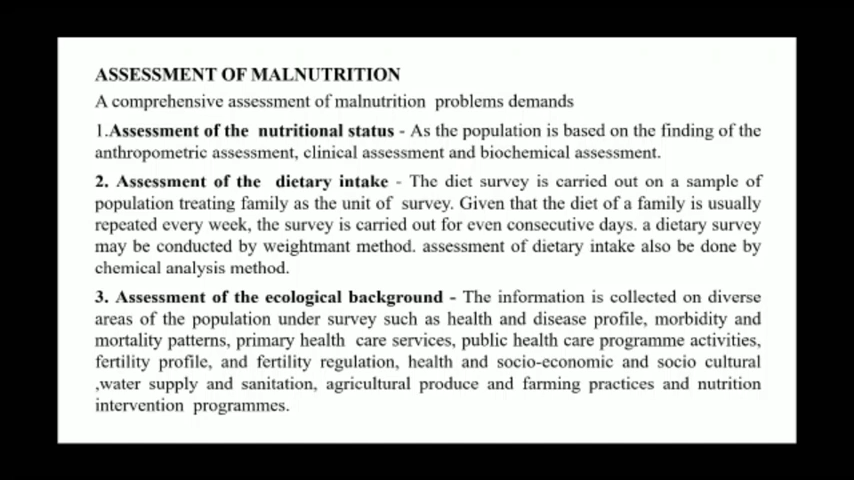 ASSESSMENT OF MALNUTRITION
A comprehensive assessment of malnutrition problems demands
1.Assessment of the nutritional status - As the population is based on the finding of the
anthropometric assessment, clinical assessment and biochemical assessment.
2. Assessment of the dietary intake - The diet survey is carried out on a sample of
population treating family as the unit of survey. Given that the diet of a family is usually
repeated every week, the survey is carried out for even consecutive days. a dietary survey
may be conducted by weightmant method. assessment of dietary intake also be done by
chemical analysis method.
3. Assessment of the ecological background - The information is collected on diverse
areas of the population under survey such as health and disease profile, morbidity and
mortality patterns, primary health care services, public health care programme activities,
fertility profile, and fertility regulation, health and socio-economic and socio cultural
,water supply and sanitation, agricultural produce and farming practices and nutrition
intervention programmes.